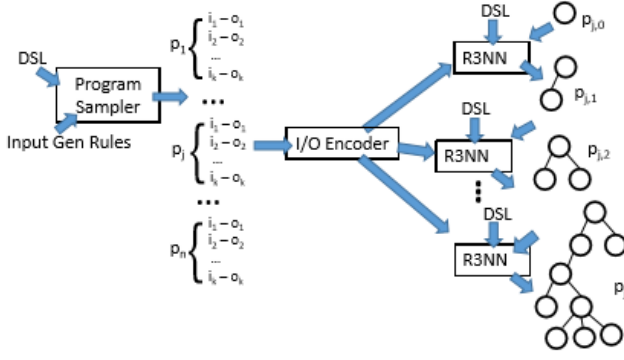 DSL
Program
Sampler
Input Gen Rules
p1
i1 – o1
i2 – o2
...
ik – ok
...
pj
i1 – o1
i2 – o2
...
ik – ok
...
pn
i1 – o1
i2 – o2
...
ik – ok
I/O Encoder
DSL
R3NN
pj,0
pj,1
DSL
R3NN
pj,2
DSL
R3NN